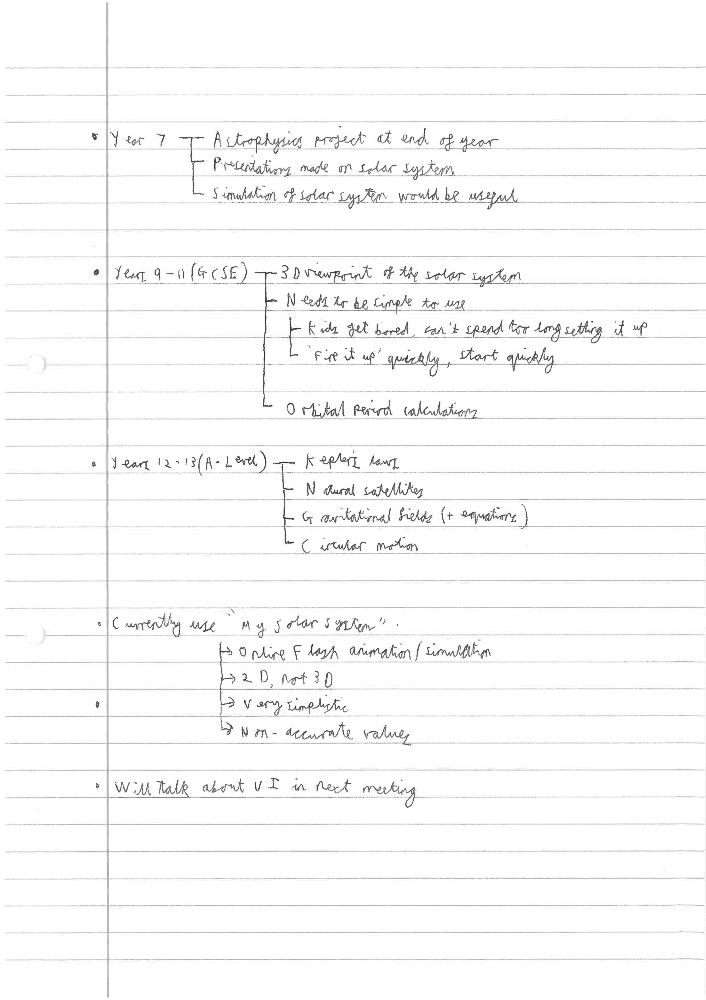 • Year 7 — Astrophysics project at end of year
Presentations made on solar system
Simulation of solar system would be useful
• Years 9-11 (GCSE) — 3D viewpoint of the solar system
Needs to be simple to use
Kids get bored, can't spend too long setting it up
'Fire it up' quickly, start quickly
Orbital period calculations
• Years 12-13 (A-Level) — Kepler's laws
Natural satellites
Gravitational fields (+ equations)
Circular motion
• Currently use "My Solar System".
→ Online Flash animation/simulation
→ 2D, not 3D
• → Very simplistic
→ Non-accurate values
• Will talk about UI in next meeting